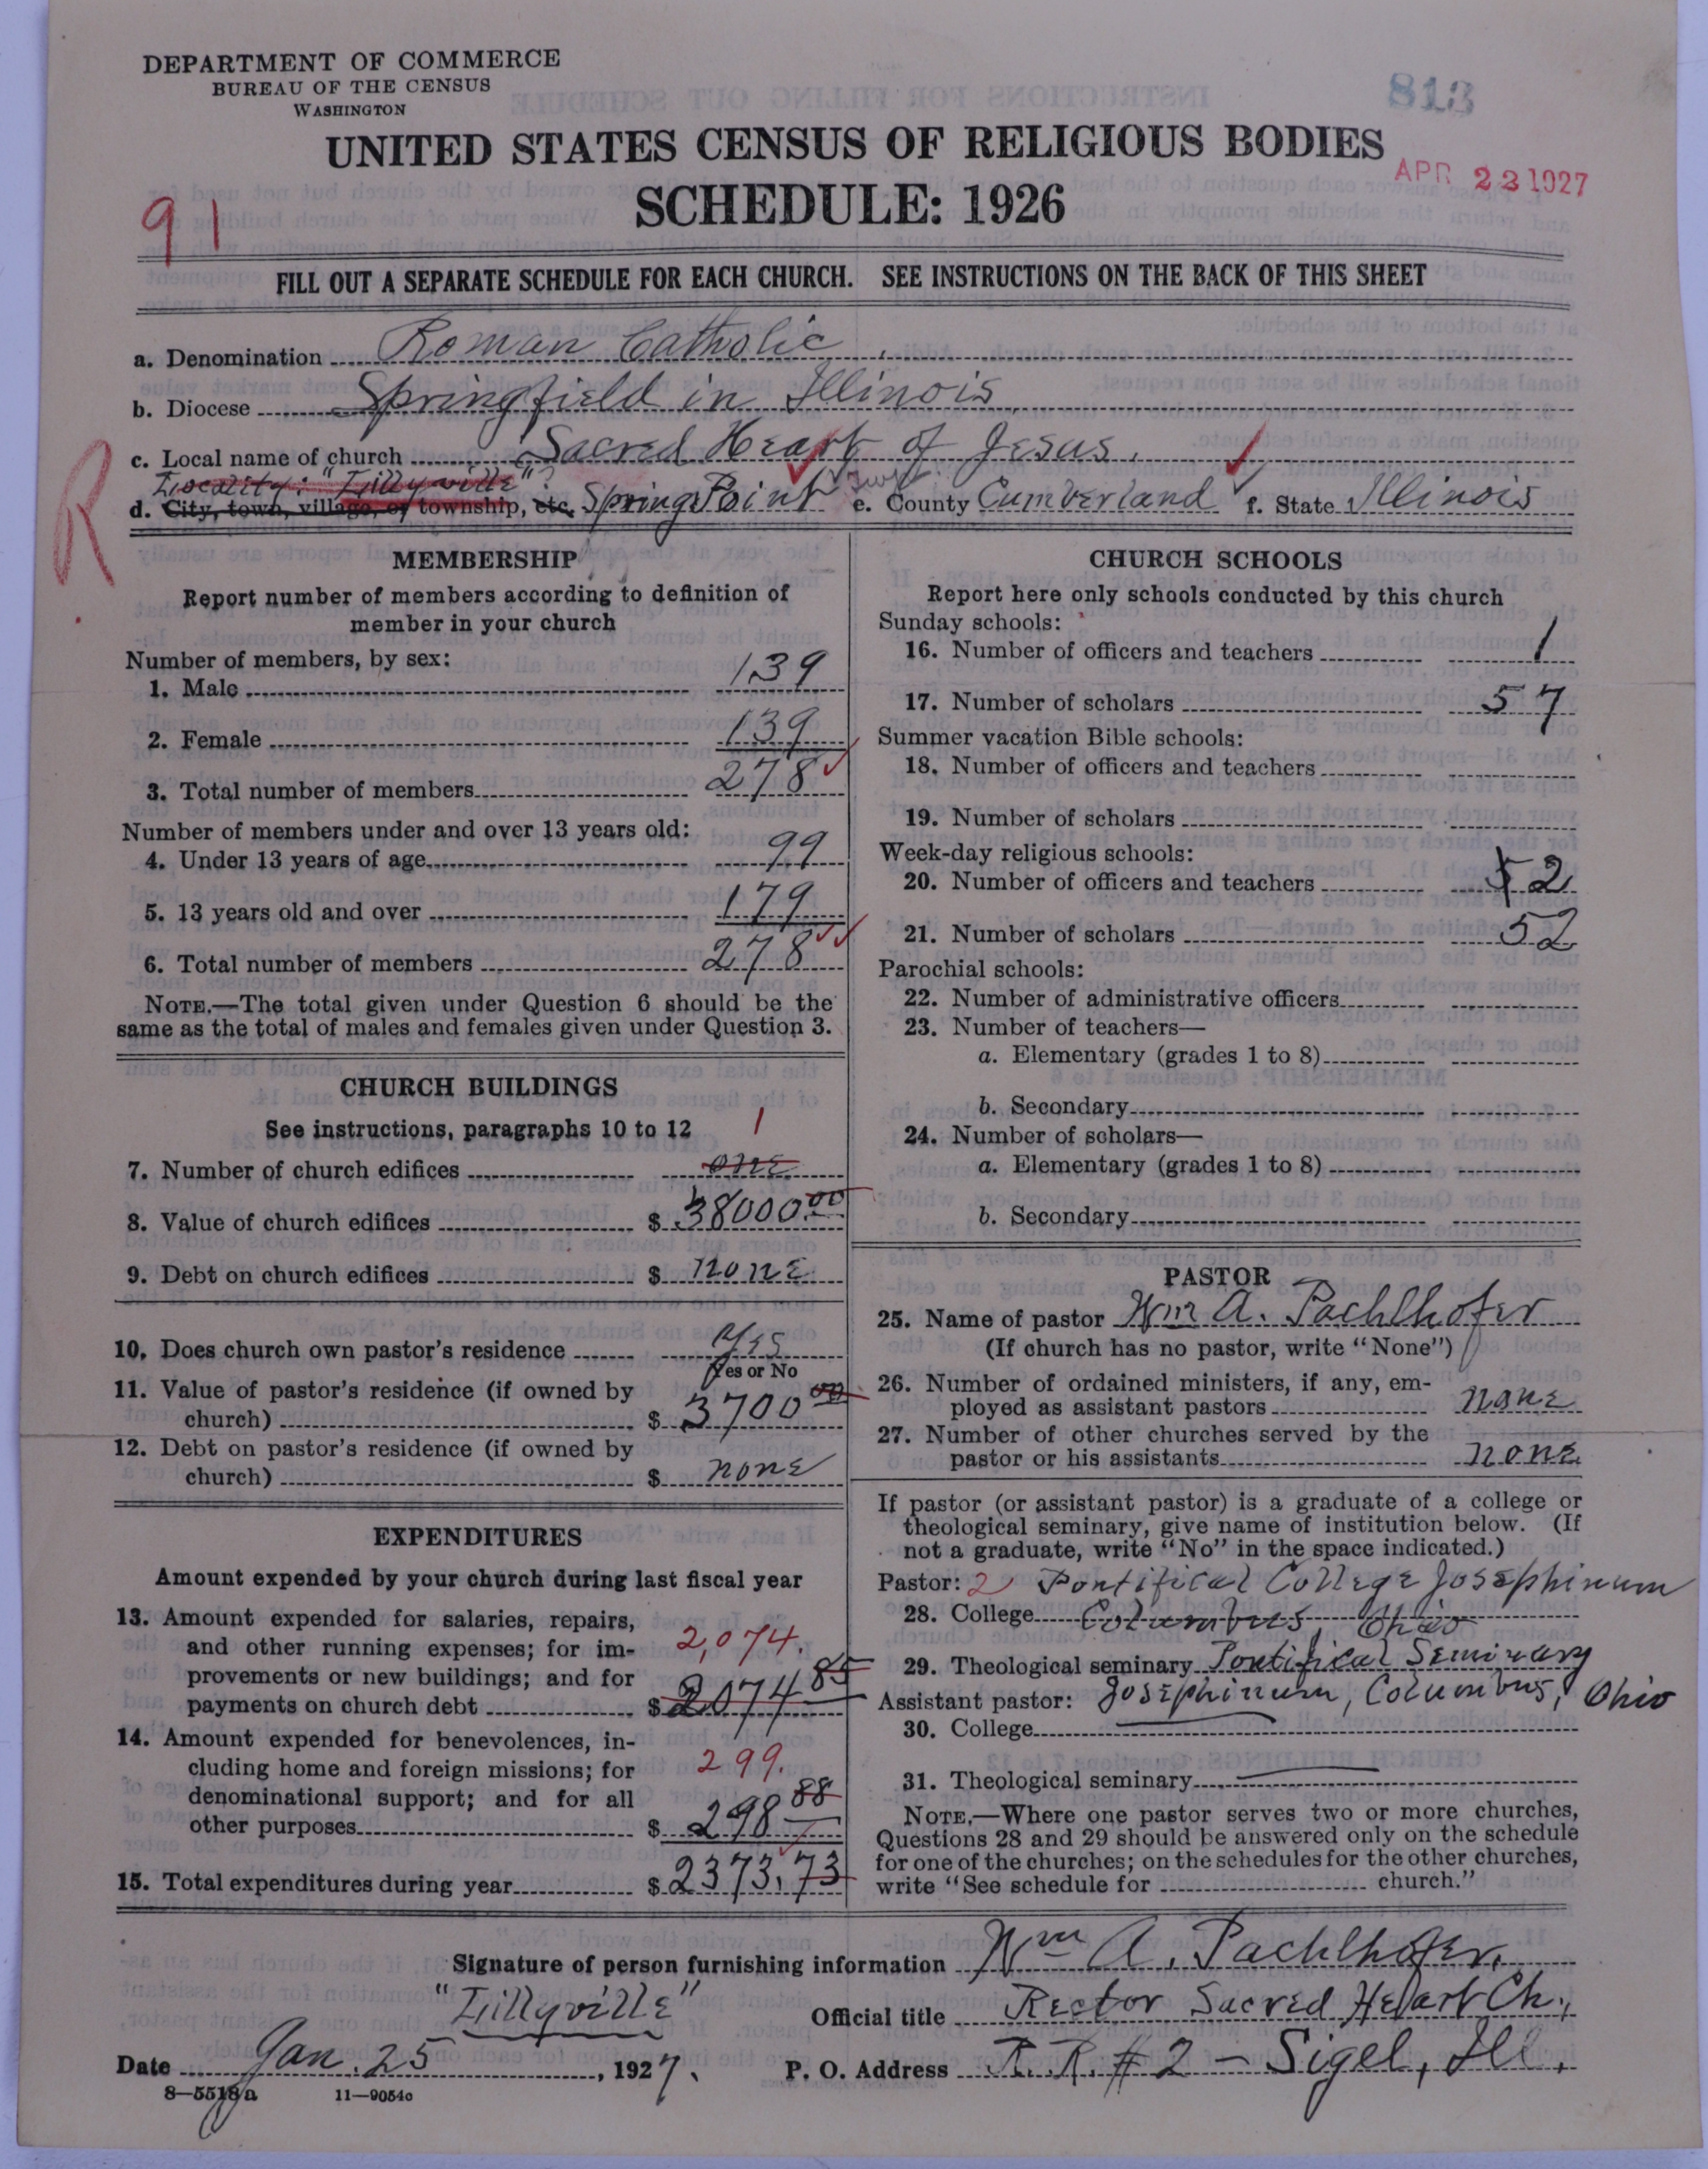 DEPARTMENT OF COMMERCE
BUREAU OF THE CENSUS
WASHINGTON
813
UNITED STATES CENSUS OF RELIGIOUS BODIES
APR 23 1927
SCHEDULE: 1926
91
FILL OUT A SEPARATE SCHEDULE FOR EACH CHURCH. SEE INSTRUCTIONS ON THE BACK OF THIS SHEET
a. Denomination Roman Catholic
b. Diocese Springfield in Illinois
c. Local name of church Sacred Heart of Jesus.
Locality: "Lillyville"
R
d. City, town, village, or township, etc. Spring Point Twp e. County Cumberland f. State Illinois
MEMBERSHIP
Report number of members according to definition of
member in your church
Number of members, by sex:
1. Male 139
2. Female 139
3. Total number of members 278
Number of members under and over 13 years old:
4. Under 13 years of age 99
5. 13 years old and over 179
6. Total number of members 278
NOTE.—The total given under Question 6 should be the
same as the total of males and females given under Question 3.
CHURCH BUILDINGS
See instructions, paragraphs 10 to 12
1
7. Number of church edifices one
8. Value of church edifices $ 38000.00
9. Debt on church edifices $ none
10. Does church own pastor's residence yes
Yes or No
11. Value of pastor's residence (if owned by
church) $ 3700 00
12. Debt on pastor's residence (if owned by
church) $ none
EXPENDITURES
Amount expended by your church during last fiscal year
13. Amount expended for salaries, repairs,
and other running expenses; for im-
2,074.
provements or new buildings; and for
payments on church debt $ 2074 85
14. Amount expended for benevolences, in-
cluding home and foreign missions; for
299.
denominational support; and for all
other purposes $ 298 88
15. Total expenditures during year $ 2373.73
CHURCH SCHOOLS
Report here only schools conducted by this church
Sunday schools:
16. Number of officers and teachers 1
17. Number of scholars 57
Summer vacation Bible schools:
18. Number of officers and teachers
19. Number of scholars
Week-day religious schools:
20. Number of officers and teachers 2
21. Number of scholars 52
Parochial schools:
22. Number of administrative officers
23. Number of teachers—
a. Elementary (grades 1 to 8)
b. Secondary
24. Number of scholars—
a. Elementary (grades 1 to 8)
b. Secondary
PASTOR
25. Name of pastor Wm A. Pachlhofer
(If church has no pastor, write "None")
26. Number of ordained ministers, if any, em-
ployed as assistant pastors none
27. Number of other churches served by the
pastor or his assistants none
If pastor (or assistant pastor) is a graduate of a college or
theological seminary, give name of institution below. (If
not a graduate, write "No" in the space indicated.)
Pastor: 2 Pontifical College Josephinum
28. College Columbus, Ohio
29. Theological seminary Pontifical Seminary
Assistant pastor: Josephinum, Columbus, Ohio
30. College
31. Theological seminary
NOTE.—Where one pastor serves two or more churches,
Questions 28 and 29 should be answered only on the schedule
for one of the churches; on the schedules for the other churches,
write "See schedule for church."
Signature of person furnishing information Wm A. Pachlhofer.
"Lillyville"
Official title Rector Sacred Heart Ch.,
Date Jan. 25, 1927. P. O. Address R. R. # 2 - Sigel, Ill.
8—5518 a 11—9054c